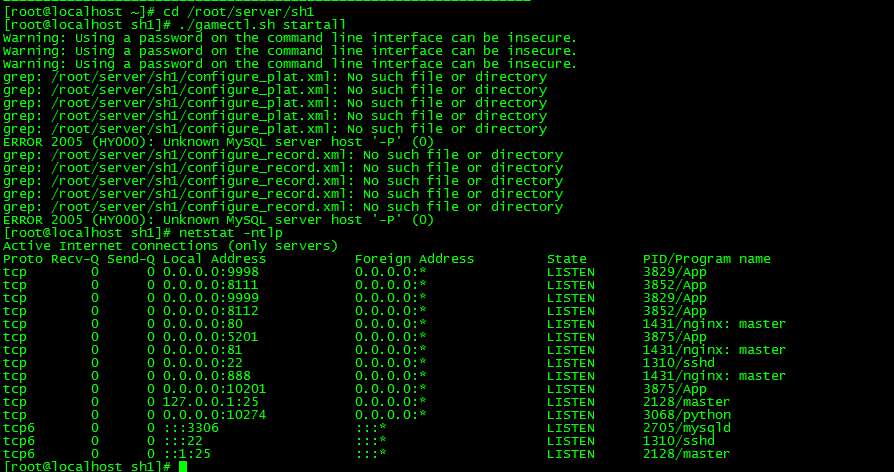 [root@localhost ~]# cd /root/server/sh1
[root@localhost sh1]# ./gamectl.sh startall
Warning: Using a password on the command line interface can be insecure.
Warning: Using a password on the command line interface can be insecure.
Warning: Using a password on the command line interface can be insecure.
grep: /root/server/sh1/configure_plat.xml: No such file or directory
grep: /root/server/sh1/configure_plat.xml: No such file or directory
grep: /root/server/sh1/configure_plat.xml: No such file or directory
grep: /root/server/sh1/configure_plat.xml: No such file or directory
grep: /root/server/sh1/configure_plat.xml: No such file or directory
ERROR 2005 (HY000): Unknown MySQL server host '-P' (0)
grep: /root/server/sh1/configure_record.xml: No such file or directory
grep: /root/server/sh1/configure_record.xml: No such file or directory
grep: /root/server/sh1/configure_record.xml: No such file or directory
grep: /root/server/sh1/configure_record.xml: No such file or directory
grep: /root/server/sh1/configure_record.xml: No such file or directory
ERROR 2005 (HY000): Unknown MySQL server host '-P' (0)
[root@localhost sh1]# netstat -ntlp
Active Internet connections (only servers)
Proto Recv-Q Send-Q Local Address           Foreign Address         State       PID/Program name
tcp        0      0 0.0.0.0:9998            0.0.0.0:*               LISTEN      3829/App
tcp        0      0 0.0.0.0:8111            0.0.0.0:*               LISTEN      3852/App
tcp        0      0 0.0.0.0:9999            0.0.0.0:*               LISTEN      3829/App
tcp        0      0 0.0.0.0:8112            0.0.0.0:*               LISTEN      3852/App
tcp        0      0 0.0.0.0:80              0.0.0.0:*               LISTEN      1431/nginx: master
tcp        0      0 0.0.0.0:5201            0.0.0.0:*               LISTEN      3875/App
tcp        0      0 0.0.0.0:81              0.0.0.0:*               LISTEN      1431/nginx: master
tcp        0      0 0.0.0.0:22              0.0.0.0:*               LISTEN      1310/sshd
tcp        0      0 0.0.0.0:888             0.0.0.0:*               LISTEN      1431/nginx: master
tcp        0      0 0.0.0.0:10201           0.0.0.0:*               LISTEN      3875/App
tcp        0      0 127.0.0.1:25            0.0.0.0:*               LISTEN      2128/master
tcp        0      0 0.0.0.0:10274           0.0.0.0:*               LISTEN      3068/python
tcp6       0      0 :::3306                 :::*                    LISTEN      2705/mysqld
tcp6       0      0 :::22                   :::*                    LISTEN      1310/sshd
tcp6       0      0 ::1:25                  :::*                    LISTEN      2128/master
[root@localhost sh1]#